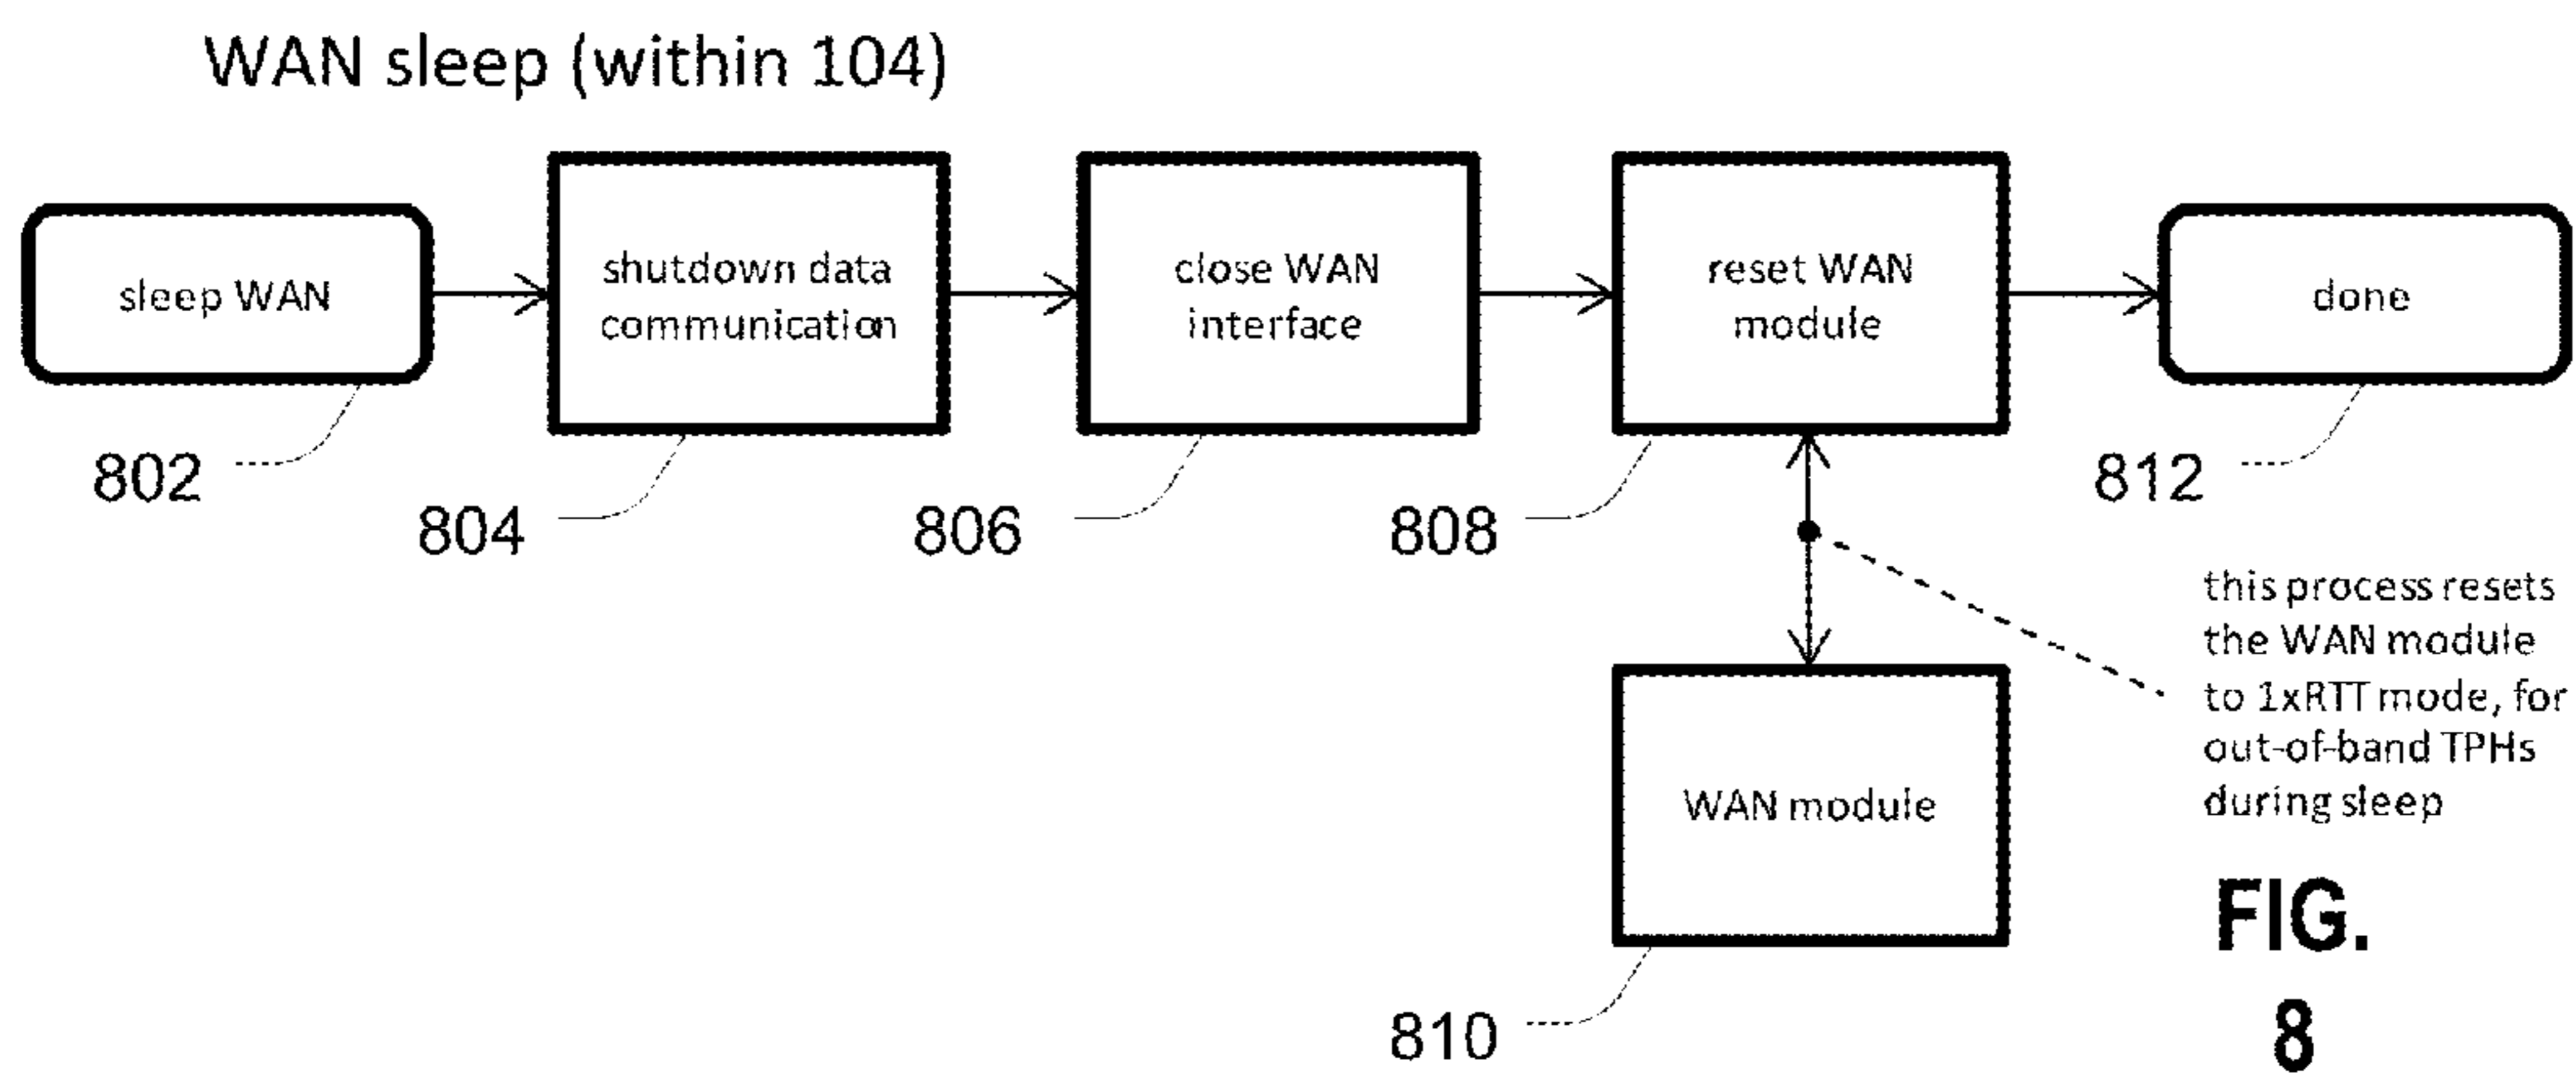 WAN sleep (within 104)
sleep WAN
shutdown data
communication
close WAN
interface
reset WAN
module
done
802
804
806
808
812
this process resets
the WAN module
to 1xRTT mode, for
out-of-band TPHs
during sleep
WAN module
810
FIG.
8